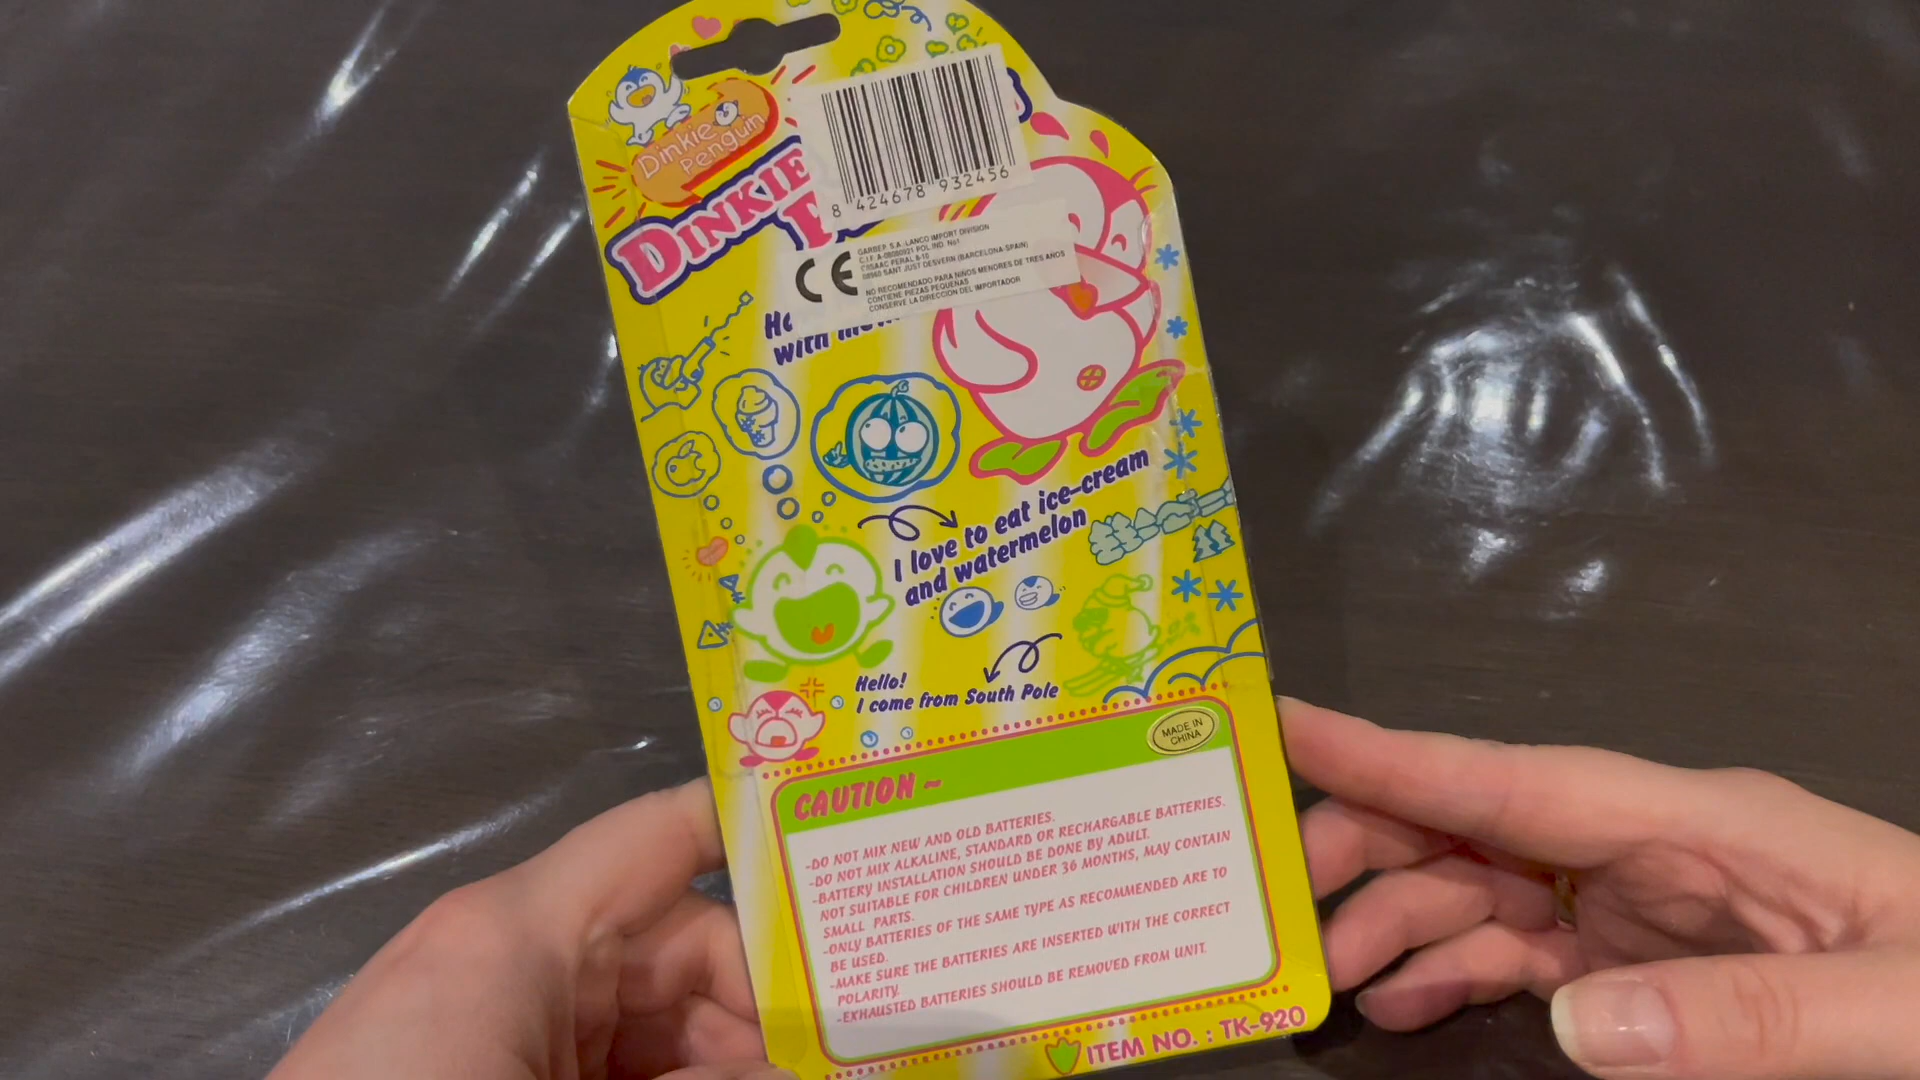 Dinkie
Penguin
DINKIE
8 424678 932456
GARBEP. S.A.-LANCO IMPORT DIVISION
C.I.F. A-08080921 POL.IND. No1
C/ISAAC PERAL 8-10
08960 SANT JUST DESVERN (BARCELONA-SPAIN)
NO RECOMENDADO PARA NIÑOS MENORES DE TRES AÑOS
CONTIENE PIEZAS PEQUEÑAS
CONSERVE LA DIRECCION DEL IMPORTADOR
CE
with
I love to eat ice-cream
and watermelon
Hello!
I come from South Pole
MADE IN
CHINA
CAUTION ~
-DO NOT MIX NEW AND OLD BATTERIES.
-DO NOT MIX ALKALINE, STANDARD OR RECHARGABLE BATTERIES.
-BATTERY INSTALLATION SHOULD BE DONE BY ADULT.
NOT SUITABLE FOR CHILDREN UNDER 36 MONTHS, MAY CONTAIN
SMALL PARTS.
-ONLY BATTERIES OF THE SAME TYPE AS RECOMMENDED ARE TO
BE USED.
-MAKE SURE THE BATTERIES ARE INSERTED WITH THE CORRECT
POLARITY.
-EXHAUSTED BATTERIES SHOULD BE REMOVED FROM UNIT.
ITEM NO. : TK-920